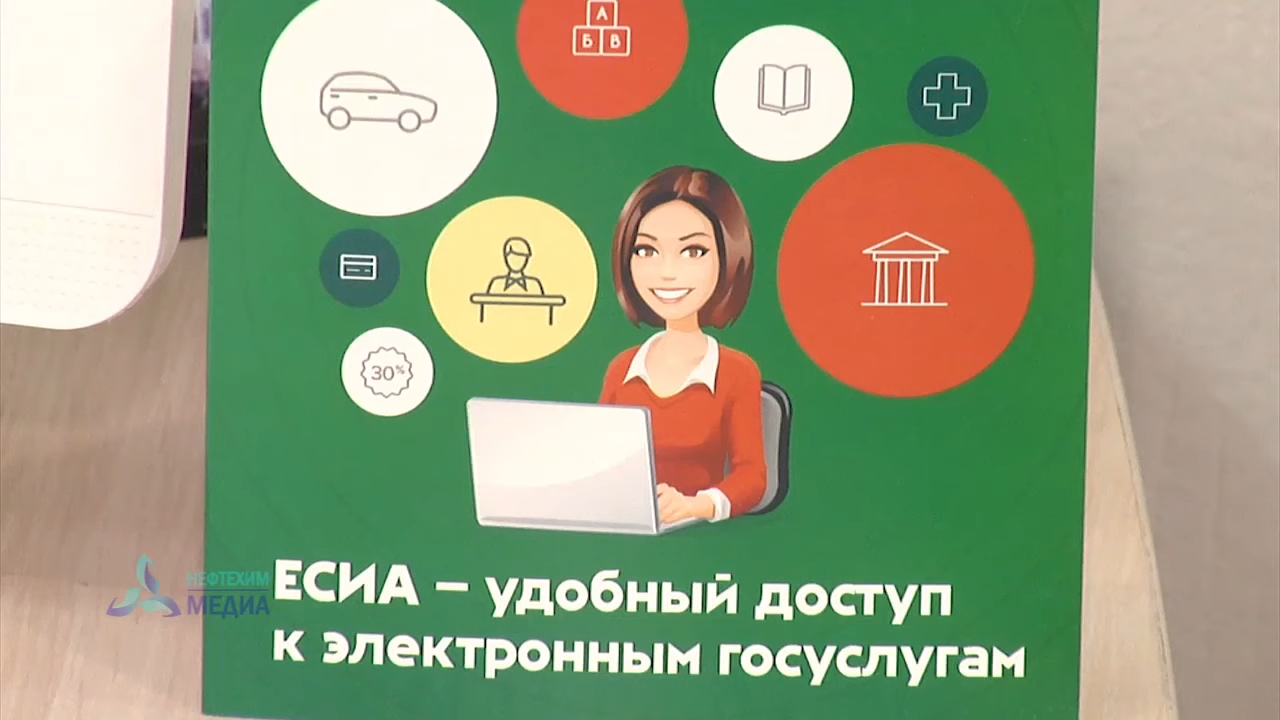 А
Б В
30%
ЕСИА – удобный доступ
к электронным госуслугам
НЕФТЕХИМ
МЕДИА